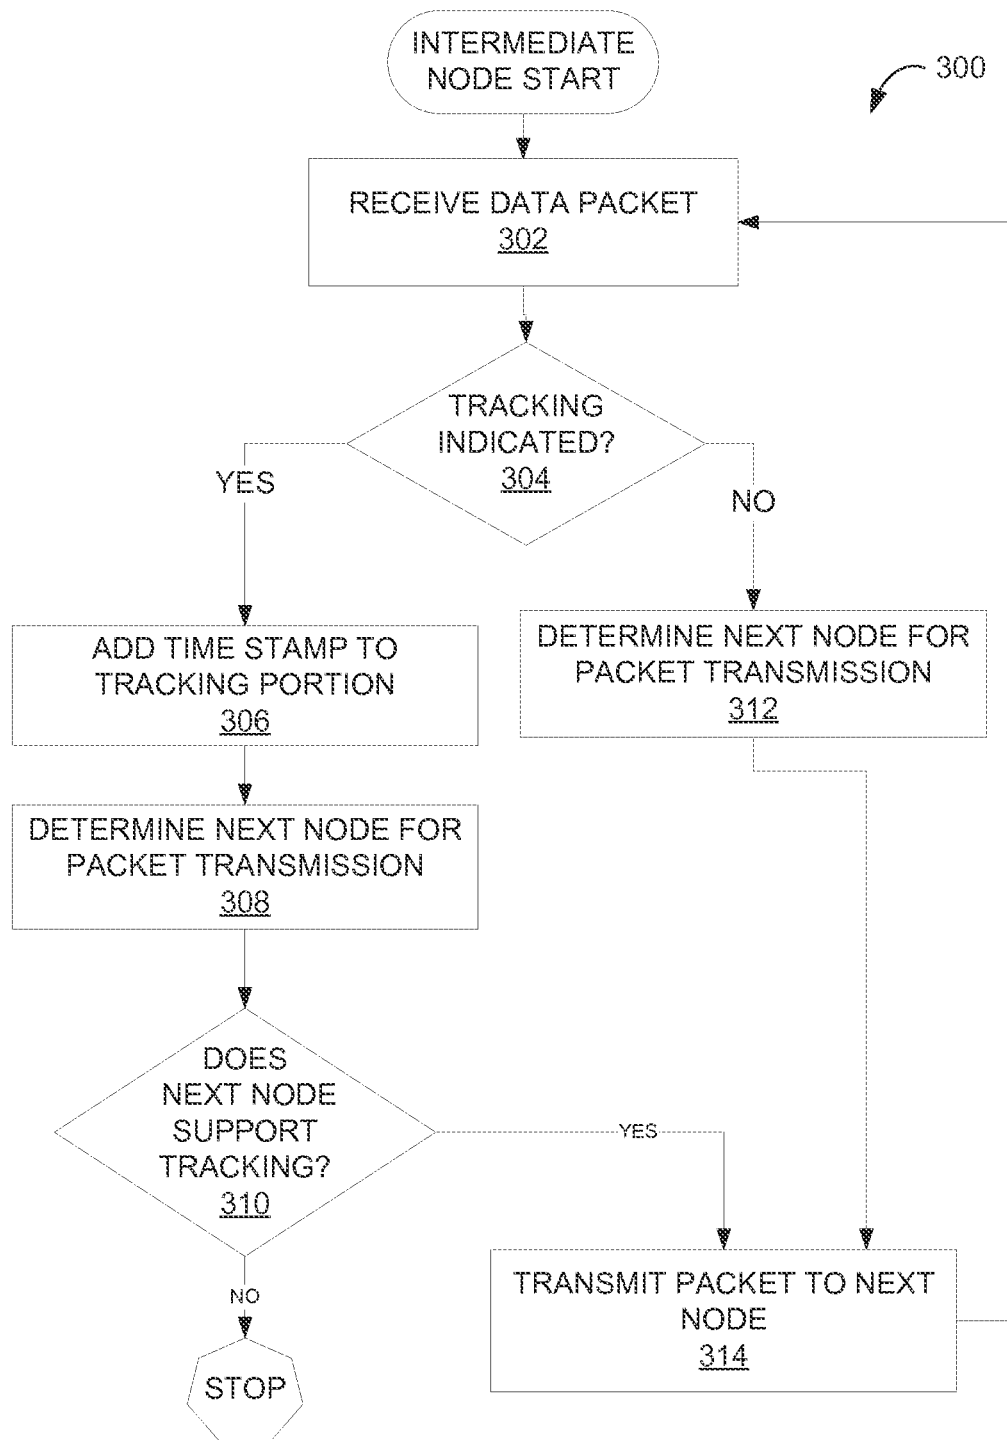 INTERMEDIATE
NODE START
300
RECEIVE DATA PACKET
302
TRACKING
INDICATED?
304
YES
NO
ADD TIME STAMP TO
TRACKING PORTION
306
DETERMINE NEXT NODE FOR
PACKET TRANSMISSION
312
DETERMINE NEXT NODE FOR
PACKET TRANSMISSION
308
DOES
NEXT NODE
SUPPORT
TRACKING?
310
YES
NO
TRANSMIT PACKET TO NEXT
NODE
314
STOP